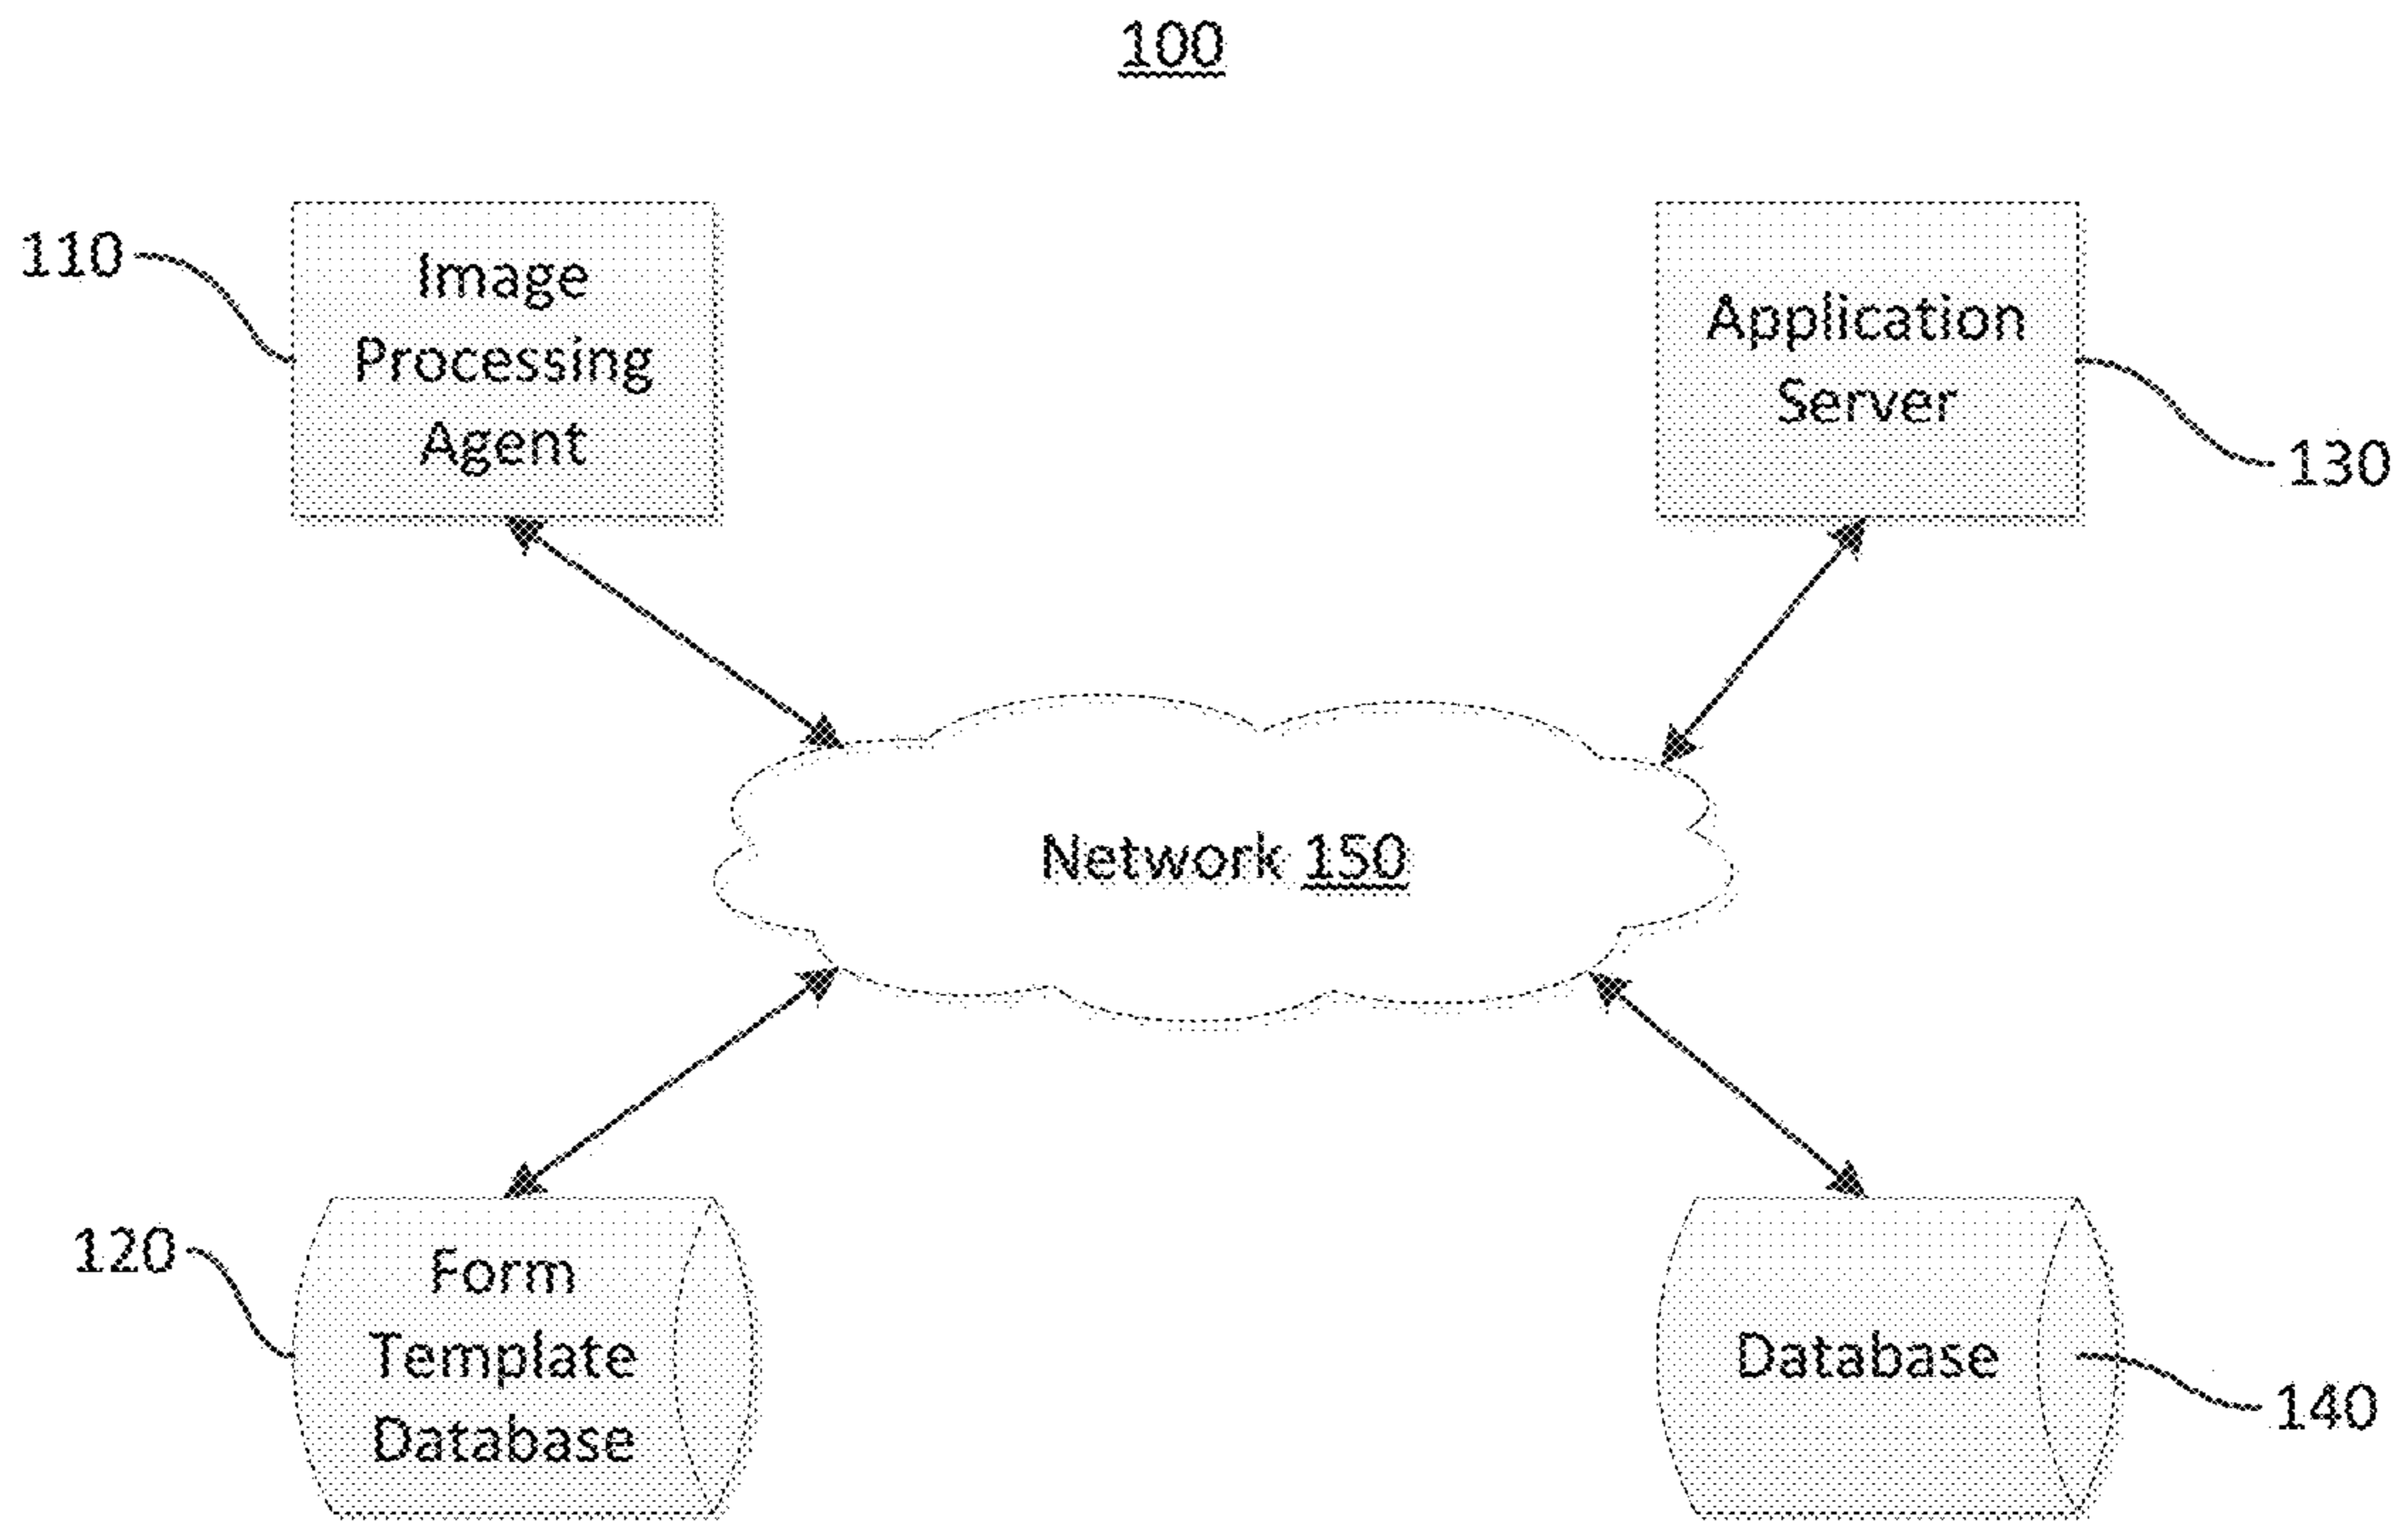 100
110
Image
Processing
Agent
Application
Server
130
Network 150
120
Form
Template
Database
Database
140